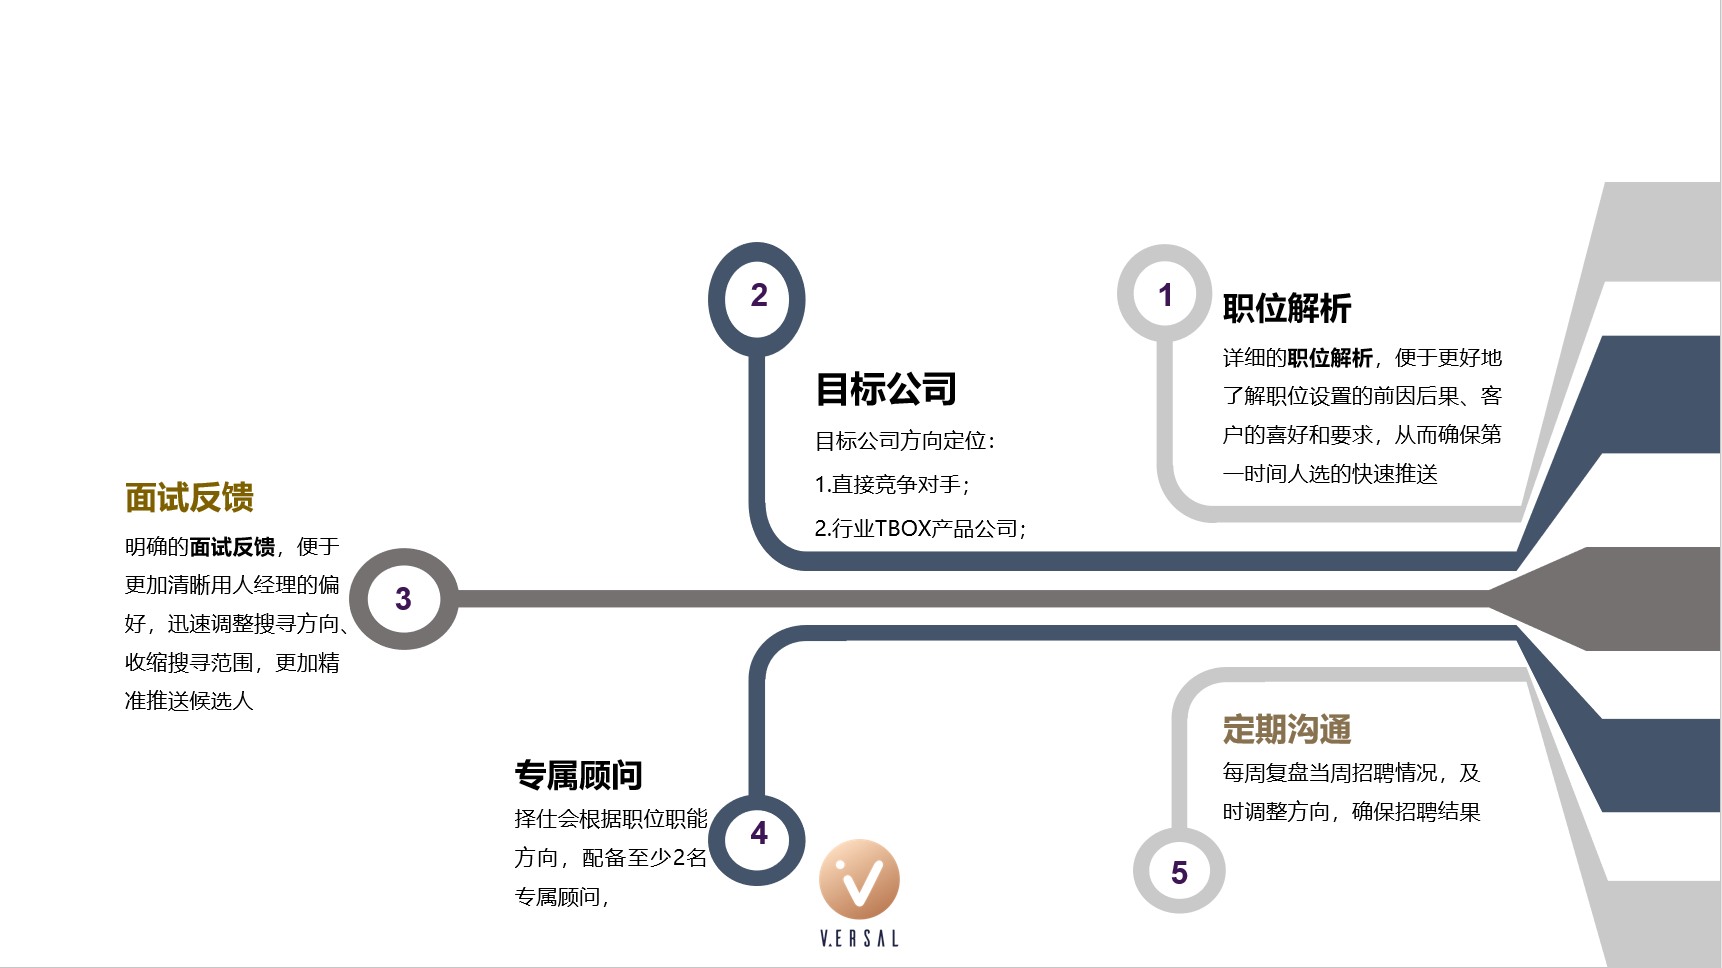 1
职位解析
详细的职位解析，便于更好地
了解职位设置的前因后果、客
户的喜好和要求，从而确保第
一时间人选的快速推送
2
目标公司
目标公司方向定位：
1.直接竞争对手；
2.行业TBOX产品公司；
3
面试反馈
明确的面试反馈，便于
更加清晰用人经理的偏
好，迅速调整搜寻方向、
收缩搜寻范围，更加精
准推送候选人
4
专属顾问
择仕会根据职位职能
方向，配备至少2名
专属顾问，
5
定期沟通
每周复盘当周招聘情况，及
时调整方向，确保招聘结果
V.ERSAL